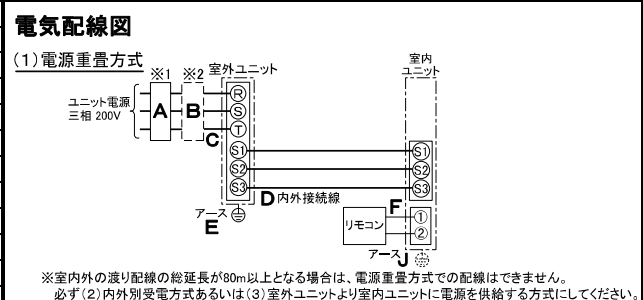 電気配線図
(1)電源重畳方式
※1
※2
室外ユニット
室内
ユニット
ユニット電源
三相 200V
A
B
C
R
S
T
S1
S2
S3
S1
S2
S3
D 内外接続線
アース
E
リモコン
F
①
②
アース J
※室内外の渡り配線の総延長が80m以上となる場合は、電源重畳方式での配線はできません。
必ず(2)内外別受電方式あるいは(3)室外ユニットより室内ユニットに電源を供給する方式にしてください。